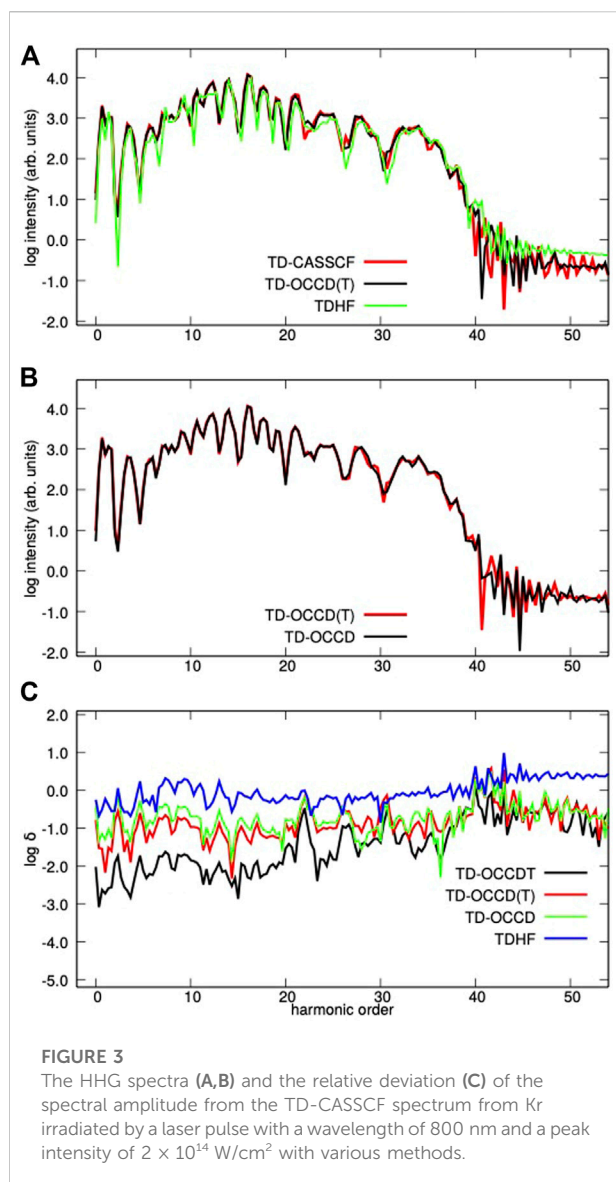 A
4.0
3.0
2.0
0.0
-1.0
-2.0
log intensity (arb. units)
TD-CASSCF
TD-OCCD(T)
TDHF
0 10 20 30 40 50
B
4.0
3.0
2.0
1.0
0.0
-1.0
-2.0
log intensity (arb. units)
TD-OCCD(T)
TD-OCCD
0 10 20 30 40 50
C
2.0
1.0
0.0
-1.0
-2.0
-3.0
-4.0
-5.0
log δ
TD-OCCDT
TD-OCCD(T)
TD-OCCD
TDHF
0 10 20 30 40 50
harmonic order
FIGURE 3
The HHG spectra (A,B) and the relative deviation (C) of the
spectral amplitude from the TD-CASSCF spectrum from Kr
irradiated by a laser pulse with a wavelength of 800 nm and a peak
intensity of 2 × 10¹⁴ W/cm² with various methods.